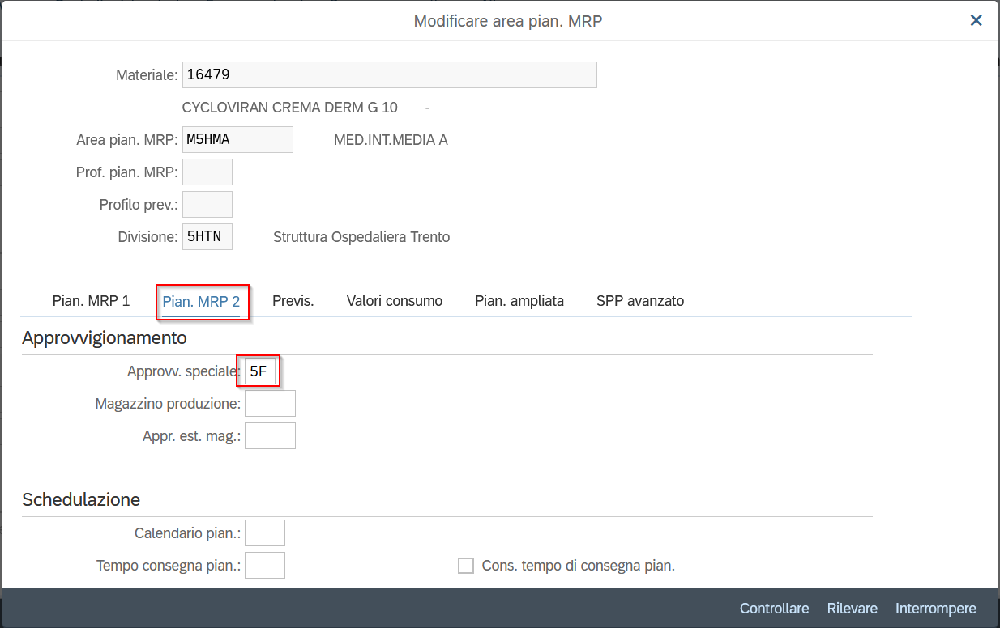 Modificare area pian. MRP
Materiale: 16479
CYCLOVIRAN CREMA DERM G 10 -
Area pian. MRP: M5HMA MED.INT.MEDIA A
Prof. pian. MRP:
Profilo prev.:
Divisione: 5HTN Struttura Ospedaliera Trento
Pian. MRP 1 Pian. MRP 2 Previs. Valori consumo Pian. ampliata SPP avanzato
Approvvigionamento
Approvv. speciale: 5F
Magazzino produzione:
Appr. est. mag.:
Schedulazione
Calendario pian.:
Tempo consegna pian.: Cons. tempo di consegna pian.
Controllare Rilevare Interrompere